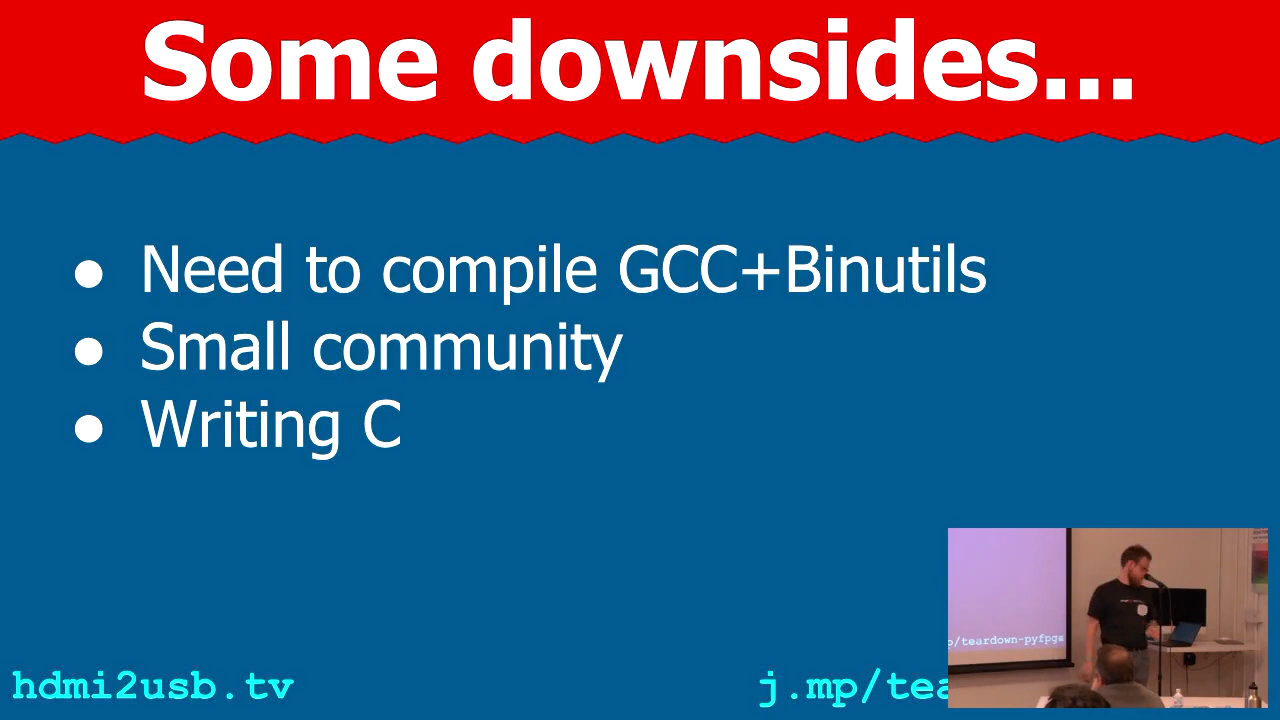 Some downsides...
● Need to compile GCC+Binutils
● Small community
● Writing C
/teardown-pyfpga
hdmi2usb.tv
j.mp/tea